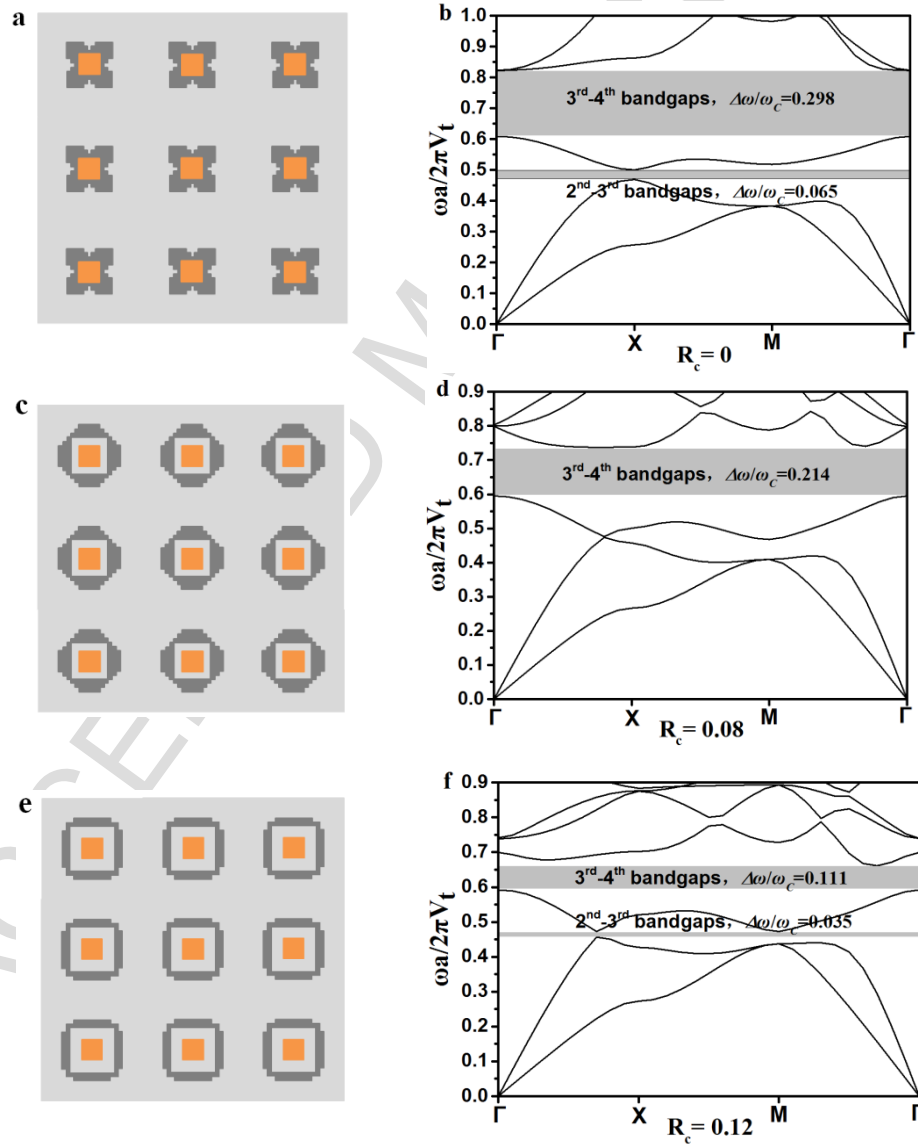 a
b
1.0
0.9
0.8
0.7
0.6
0.5
0.4
0.3
0.2
0.1
0.0
ωa/2πVt
3rd-4th bandgaps, Δω/ωC=0.298
2nd-3rd bandgaps, Δω/ωC=0.065
Γ X M Γ
Rc= 0
c
d
0.9
0.8
0.7
0.6
0.5
0.4
0.3
0.2
0.1
0.0
ωa/2πVt
3rd-4th bandgaps, Δω/ωC=0.214
Γ X M Γ
Rc= 0.08
e
f
0.9
0.8
0.7
0.6
0.5
0.4
0.3
0.2
0.1
0.0
ωa/2πVt
3rd-4th bandgaps, Δω/ωC=0.111
2nd-3rd bandgaps, Δω/ωC=0.035
Γ X M Γ
Rc= 0.12